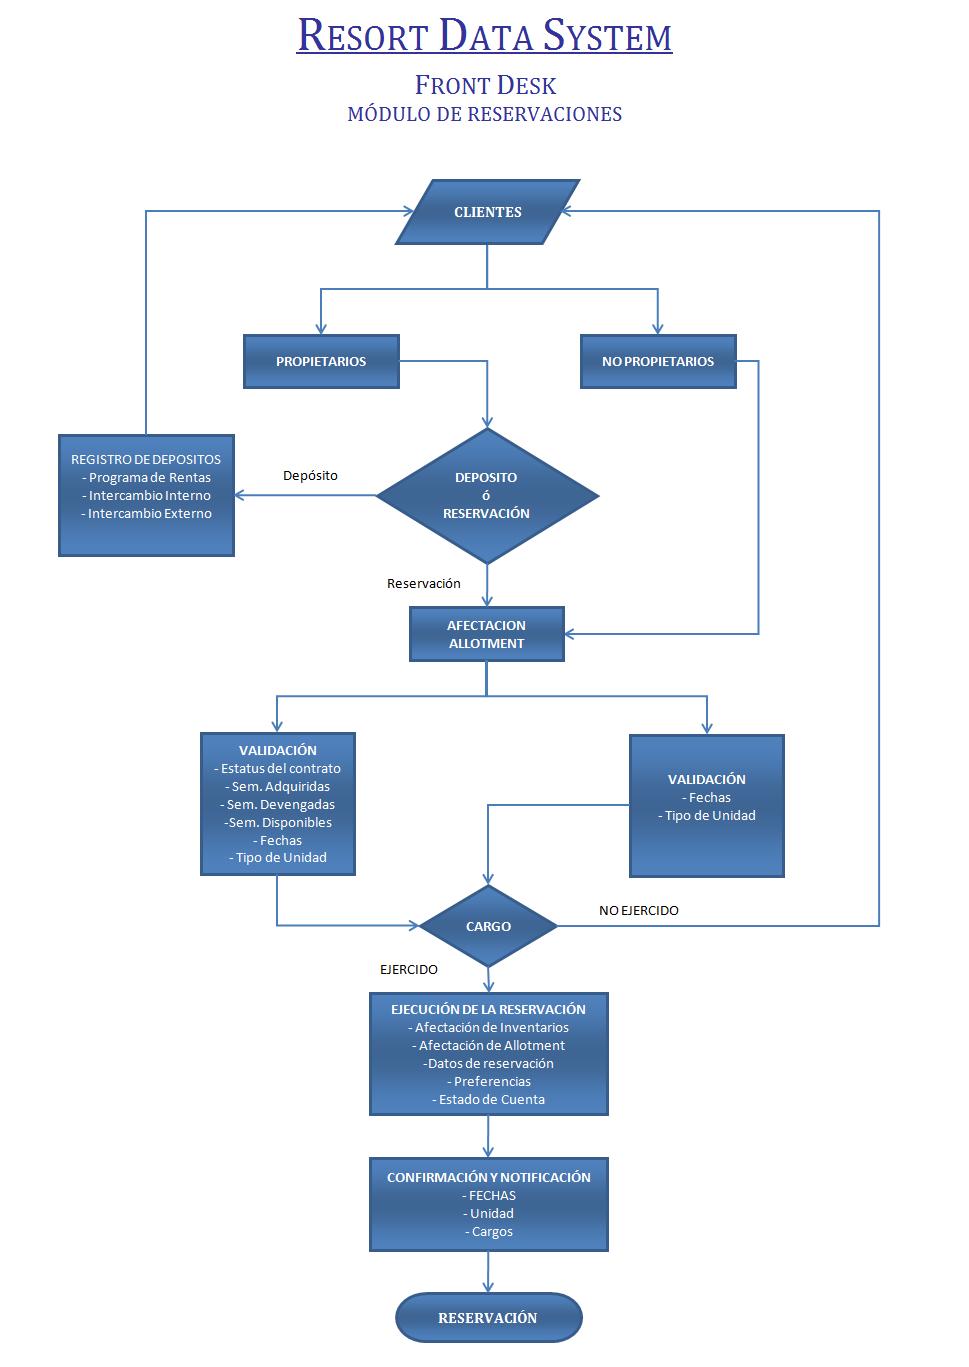 RESORT DATA SYSTEM
FRONT DESK
MÓDULO DE RESERVACIONES
CLIENTES
PROPIETARIOS
NO PROPIETARIOS
REGISTRO DE DEPOSITOS
- Programa de Rentas
- Intercambio Interno
- Intercambio Externo
Depósito
DEPOSITO
ó
RESERVACIÓN
Reservación
AFECTACION
ALLOTMENT
VALIDACIÓN
- Estatus del contrato
- Sem. Adquiridas
- Sem. Devengadas
-Sem. Disponibles
- Fechas
- Tipo de Unidad
VALIDACIÓN
- Fechas
- Tipo de Unidad
CARGO
NO EJERCIDO
EJERCIDO
EJECUCIÓN DE LA RESERVACIÓN
- Afectación de Inventarios
- Afectación de Allotment
-Datos de reservación
- Preferencias
- Estado de Cuenta
CONFIRMACIÓN Y NOTIFICACIÓN
- FECHAS
- Unidad
- Cargos
RESERVACIÓN